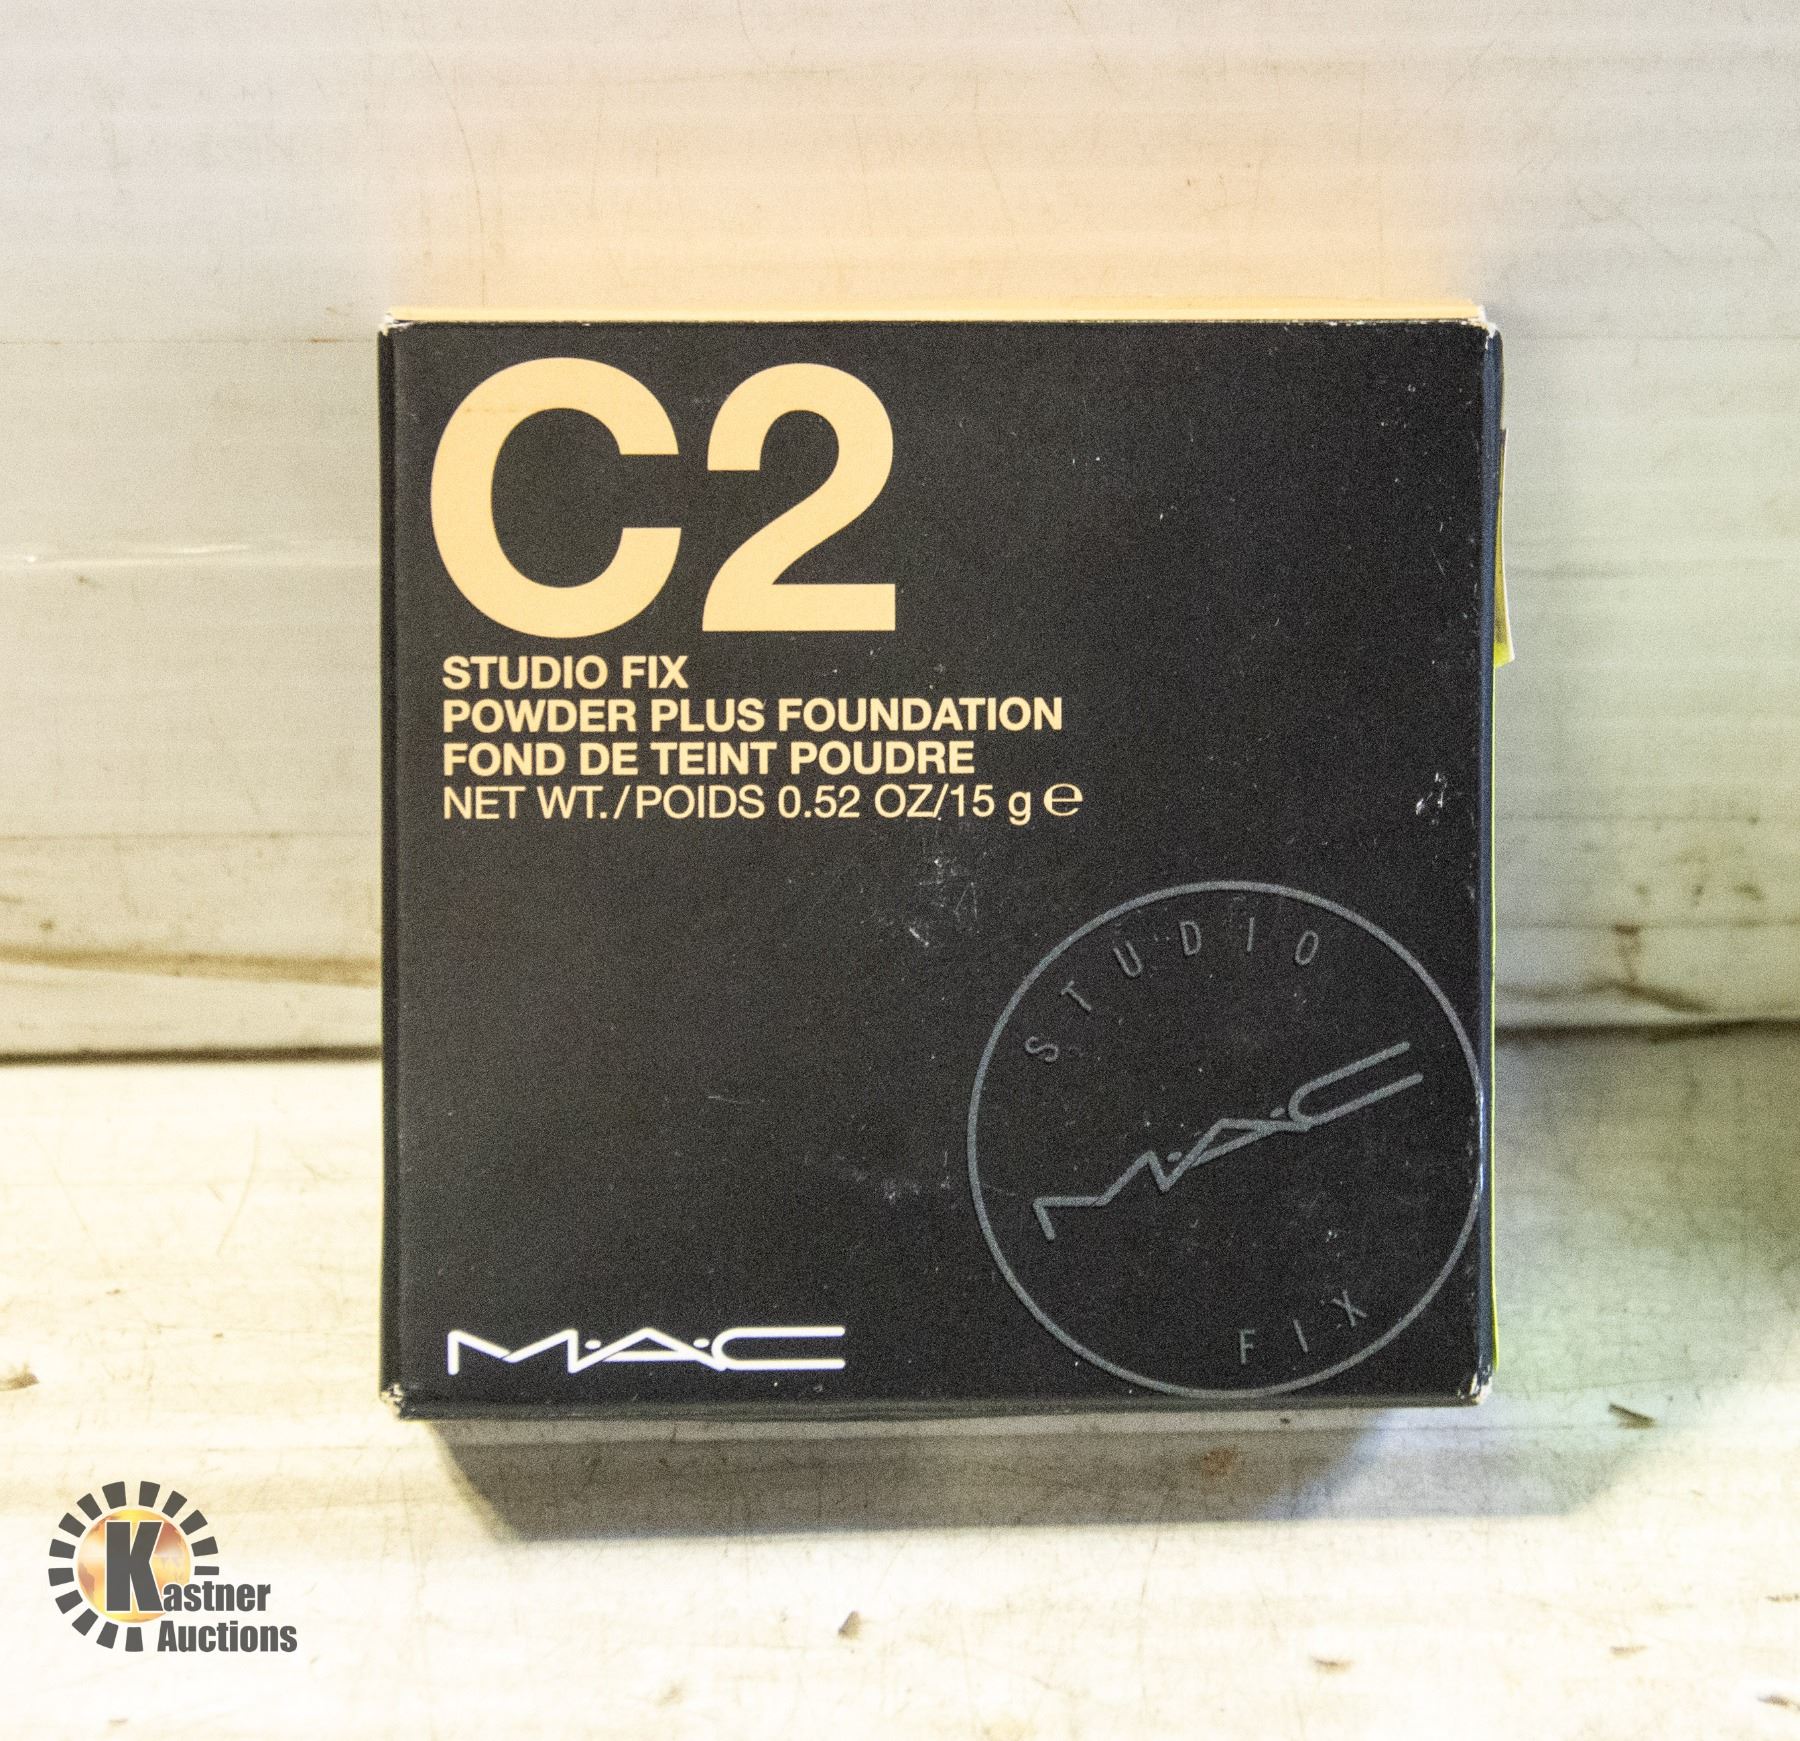 C2
STUDIO FIX
POWDER PLUS FOUNDATION
FOND DE TEINT POUDRE
NET WT./POIDS 0.52 OZ/15 g ℮
STUDIO
M·A·C
FIX
M·A·C
Kastner
Auctions